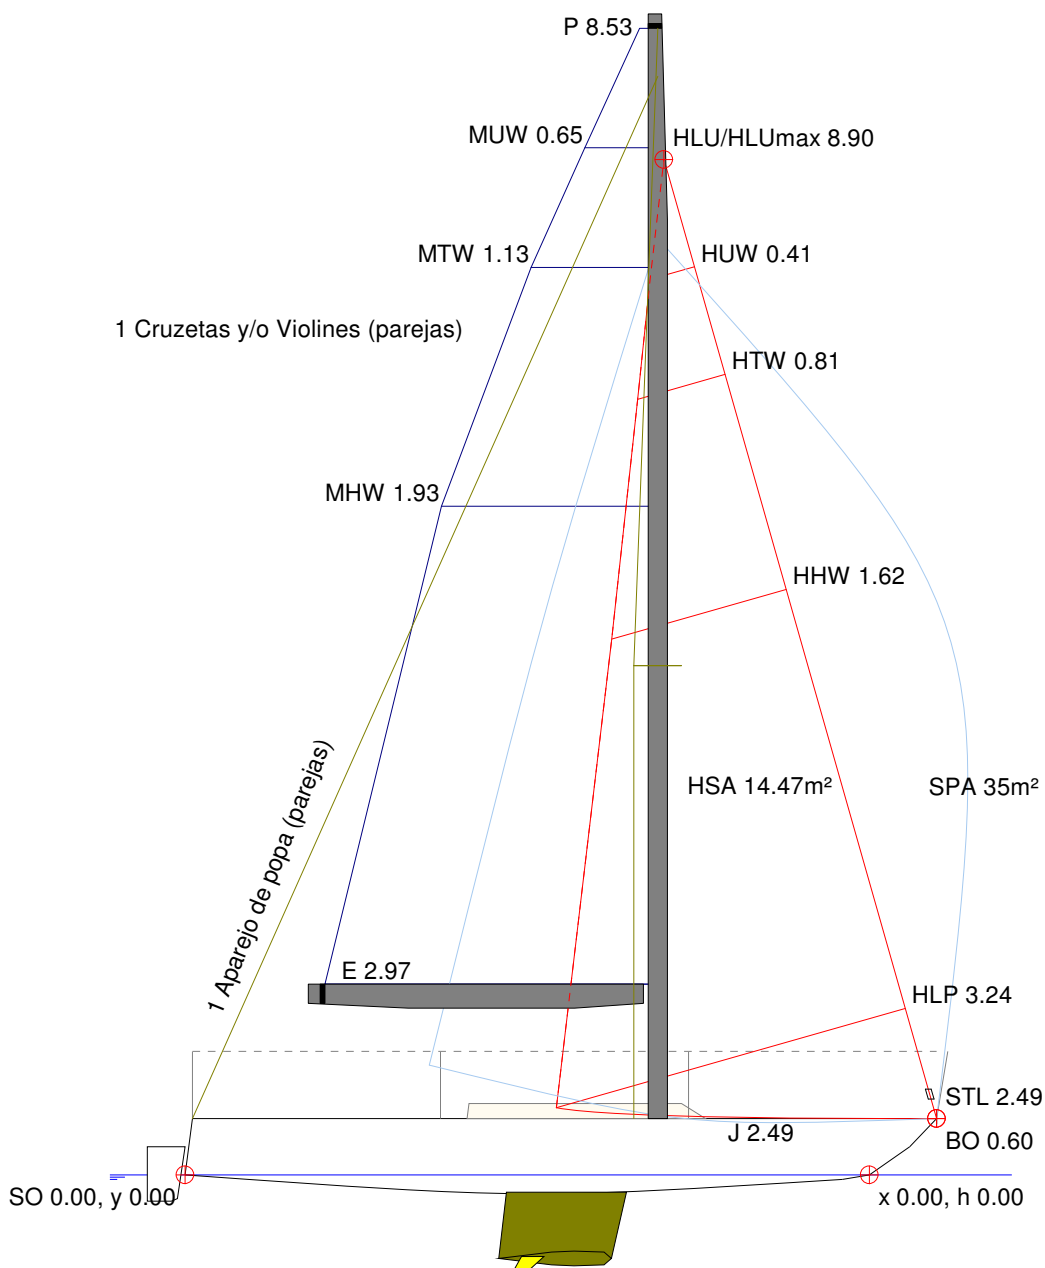 P 8.53
MUW 0.65
HLU/HLUmax 8.90
MTW 1.13
HUW 0.41
1 Cruzetas y/o Violines (parejas)
HTW 0.81
MHW 1.93
HHW 1.62
1 Aparejo de popa (parejas)
HSA 14.47m²
SPA 35m²
E 2.97
HLP 3.24
STL 2.49
J 2.49
BO 0.60
SO 0.00, y 0.00
x 0.00, h 0.00